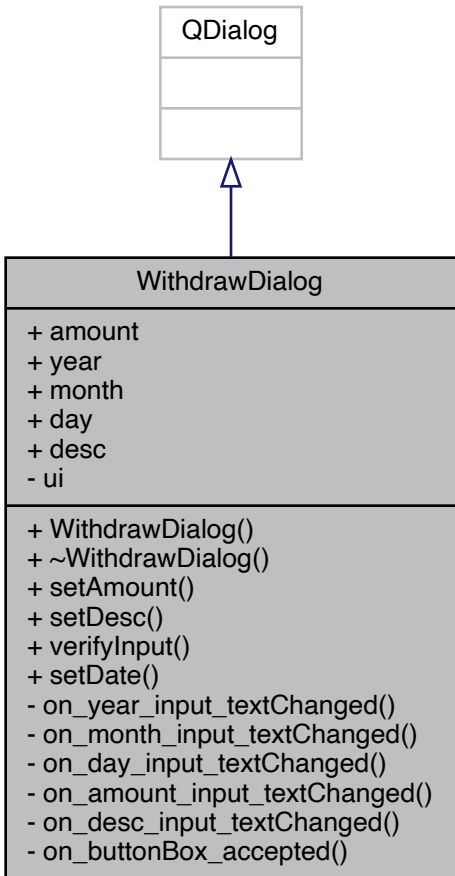 QDialog
WithdrawDialog
+ amount
+ year
+ month
+ day
+ desc
- ui
+ WithdrawDialog()
+ ~WithdrawDialog()
+ setAmount()
+ setDesc()
+ verifyInput()
+ setDate()
- on_year_input_textChanged()
- on_month_input_textChanged()
- on_day_input_textChanged()
- on_amount_input_textChanged()
- on_desc_input_textChanged()
- on_buttonBox_accepted()